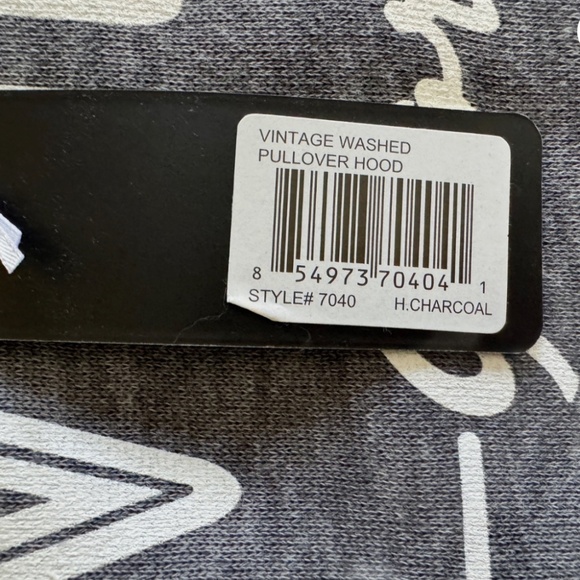 VINTAGE WASHED
PULLOVER HOOD
8 54973 70404 1
STYLE# 7040 H.CHARCOAL